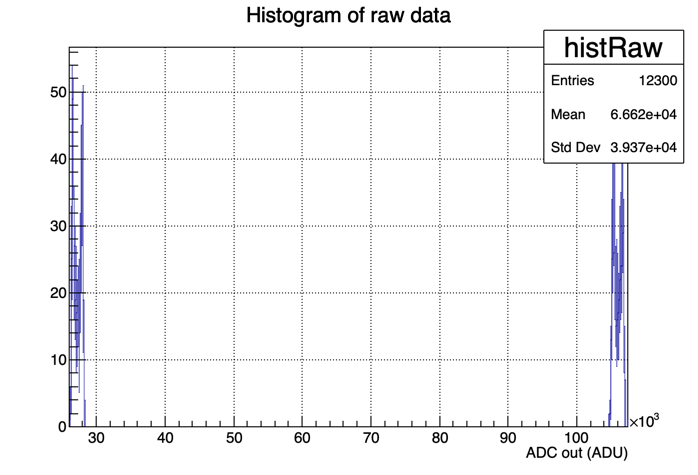 Histogram of raw data
histRaw
Entries 12300
Mean 6.662e+04
Std Dev 3.937e+04
50
40
30
20
10
0
30 40 50 60 70 80 90 100
×10³
ADC out (ADU)